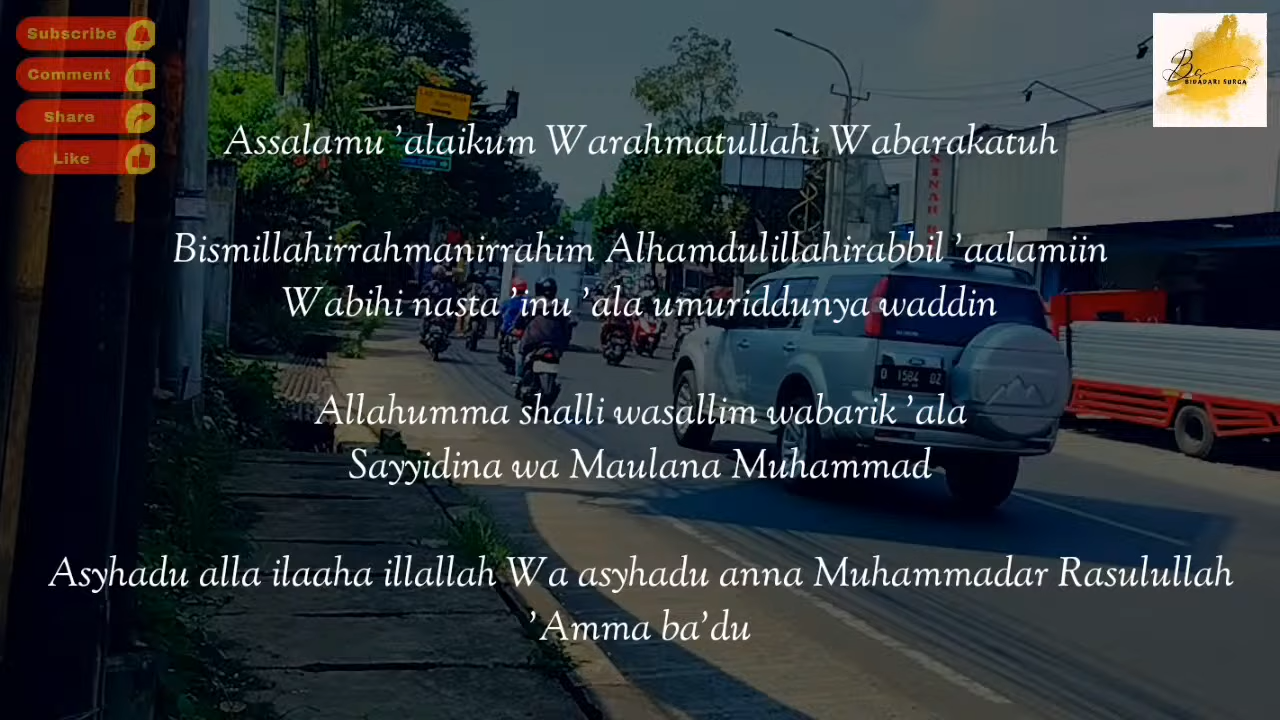 Subscribe
Comment
Share
Like
BIDADARI SURGA
Assalamu 'alaikum Warahmatullahi Wabarakatuh
Bismillahirrahmanirrahim Alhamdulillahirabbil 'aalamiin
Wabihi nasta 'inu 'ala umuriddunya waddin
Allahumma shalli wasallim wabarik 'ala
Sayyidina wa Maulana Muhammad
Asyhadu alla ilaaha illallah Wa asyhadu anna Muhammadar Rasulullah
'Amma ba'du
D 1584 OZ